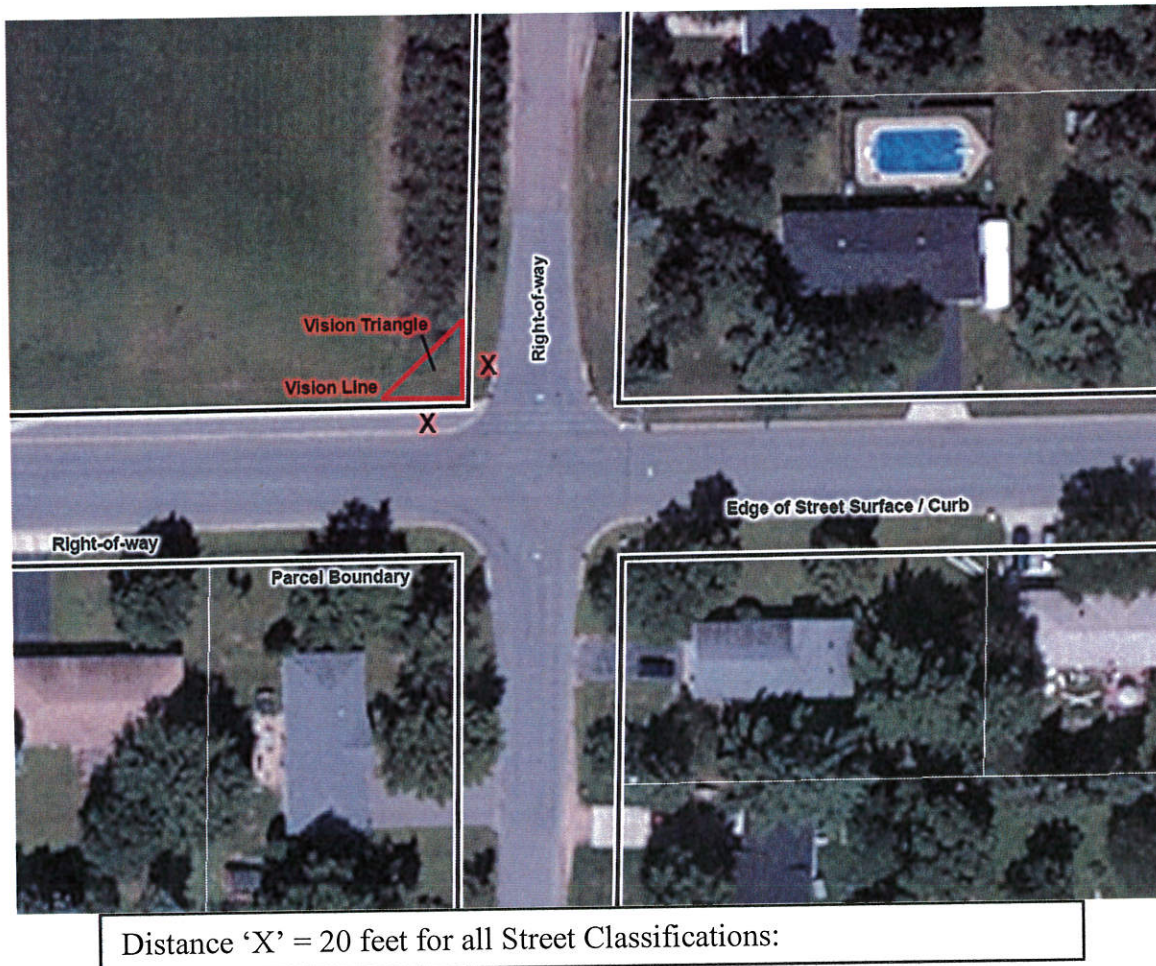 Right-of-way
Vision Triangle
X
Vision Line
X
Edge of Street Surface / Curb
Right-of-way
Parcel Boundary
Distance ‘X’ = 20 feet for all Street Classifications: